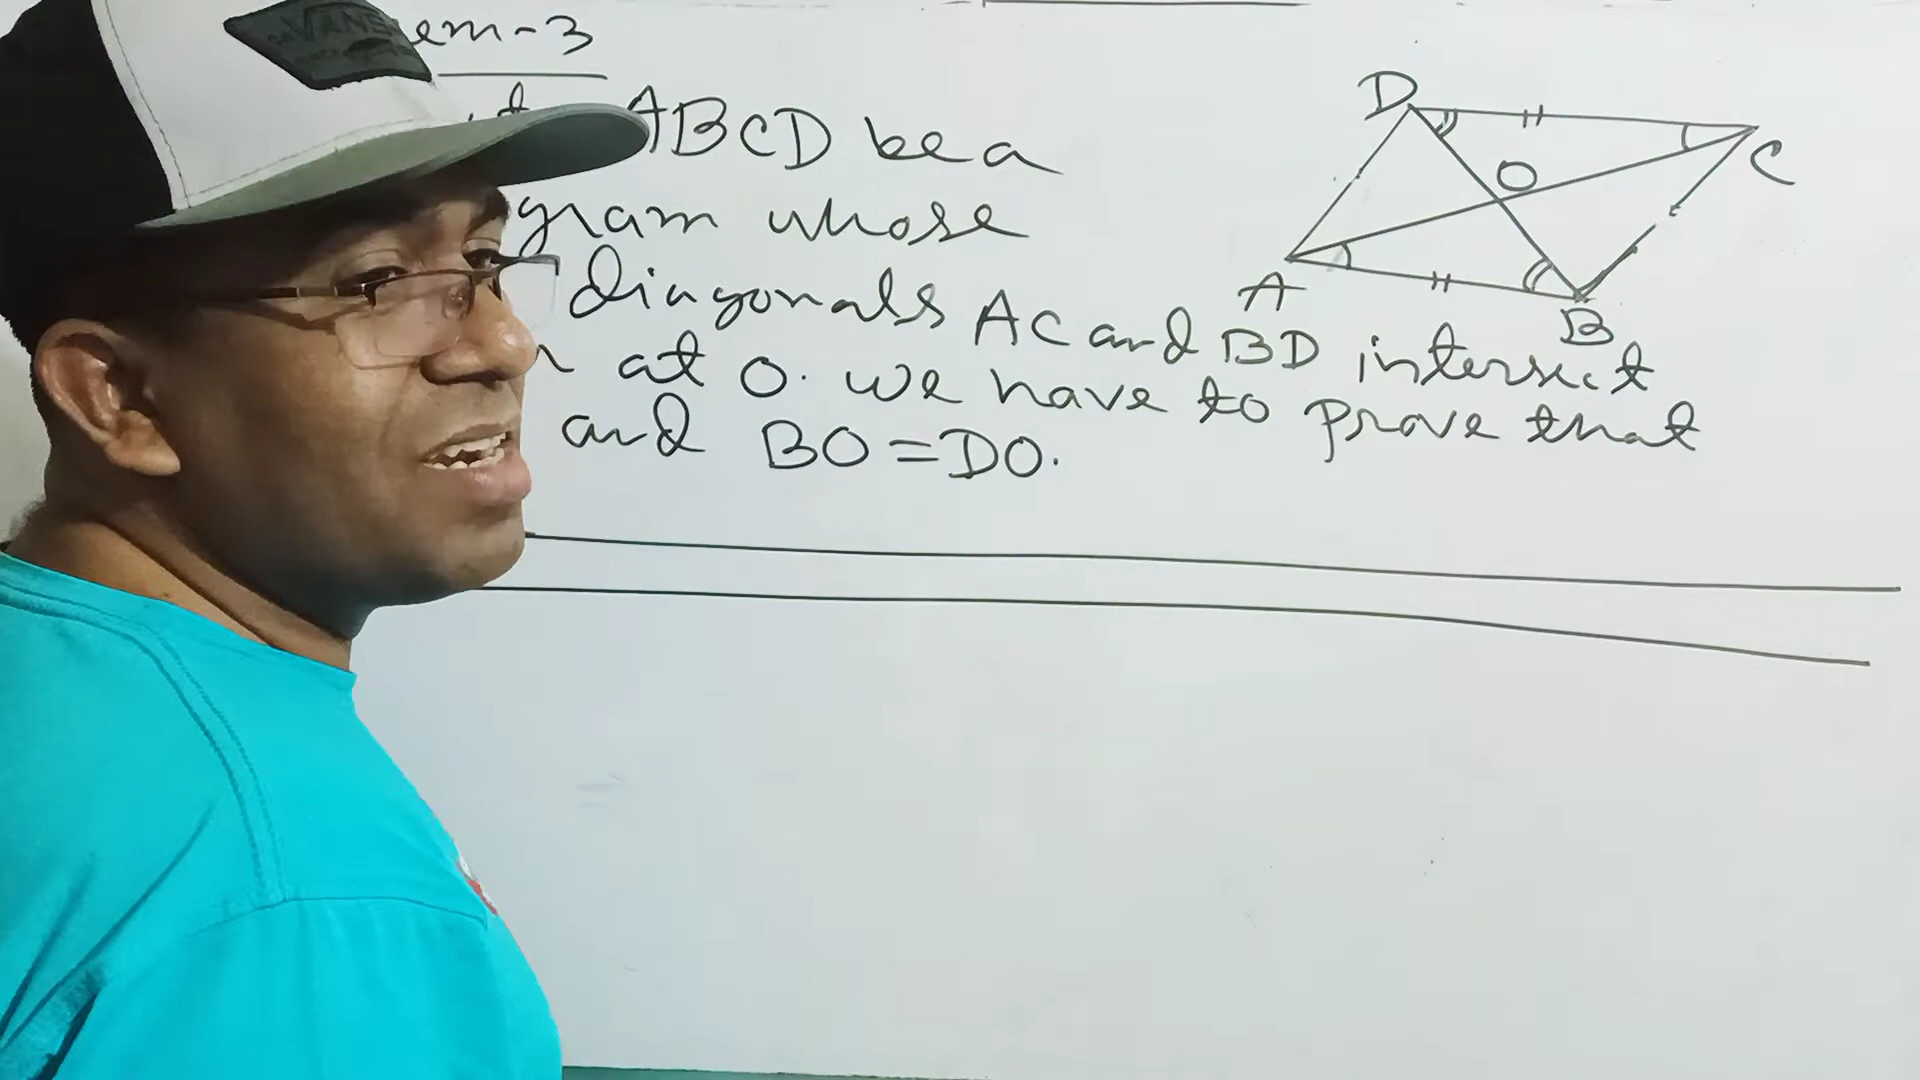 em-3
ABCD be a
gram whose
diagonals AC and BD intersect
at O. we have to prove that
and BO=DO.
D
C
O
A
B
VANS